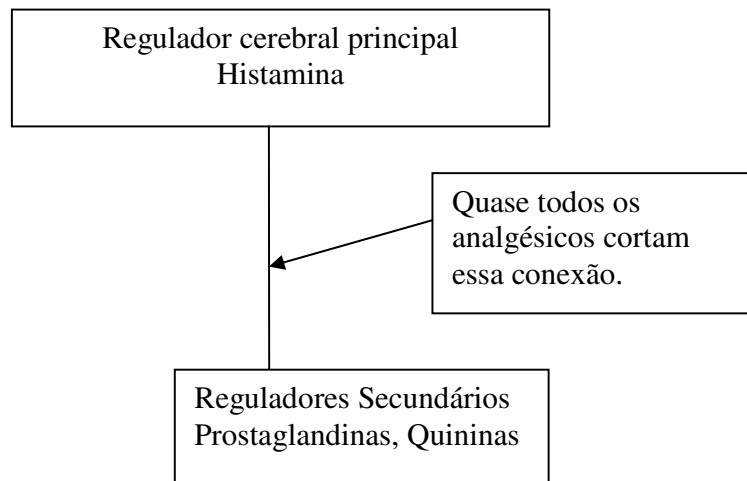 Regulador cerebral principal
Histamina
Quase todos os
analgésicos cortam
essa conexão.
Reguladores Secundários
Prostaglandinas, Quininas